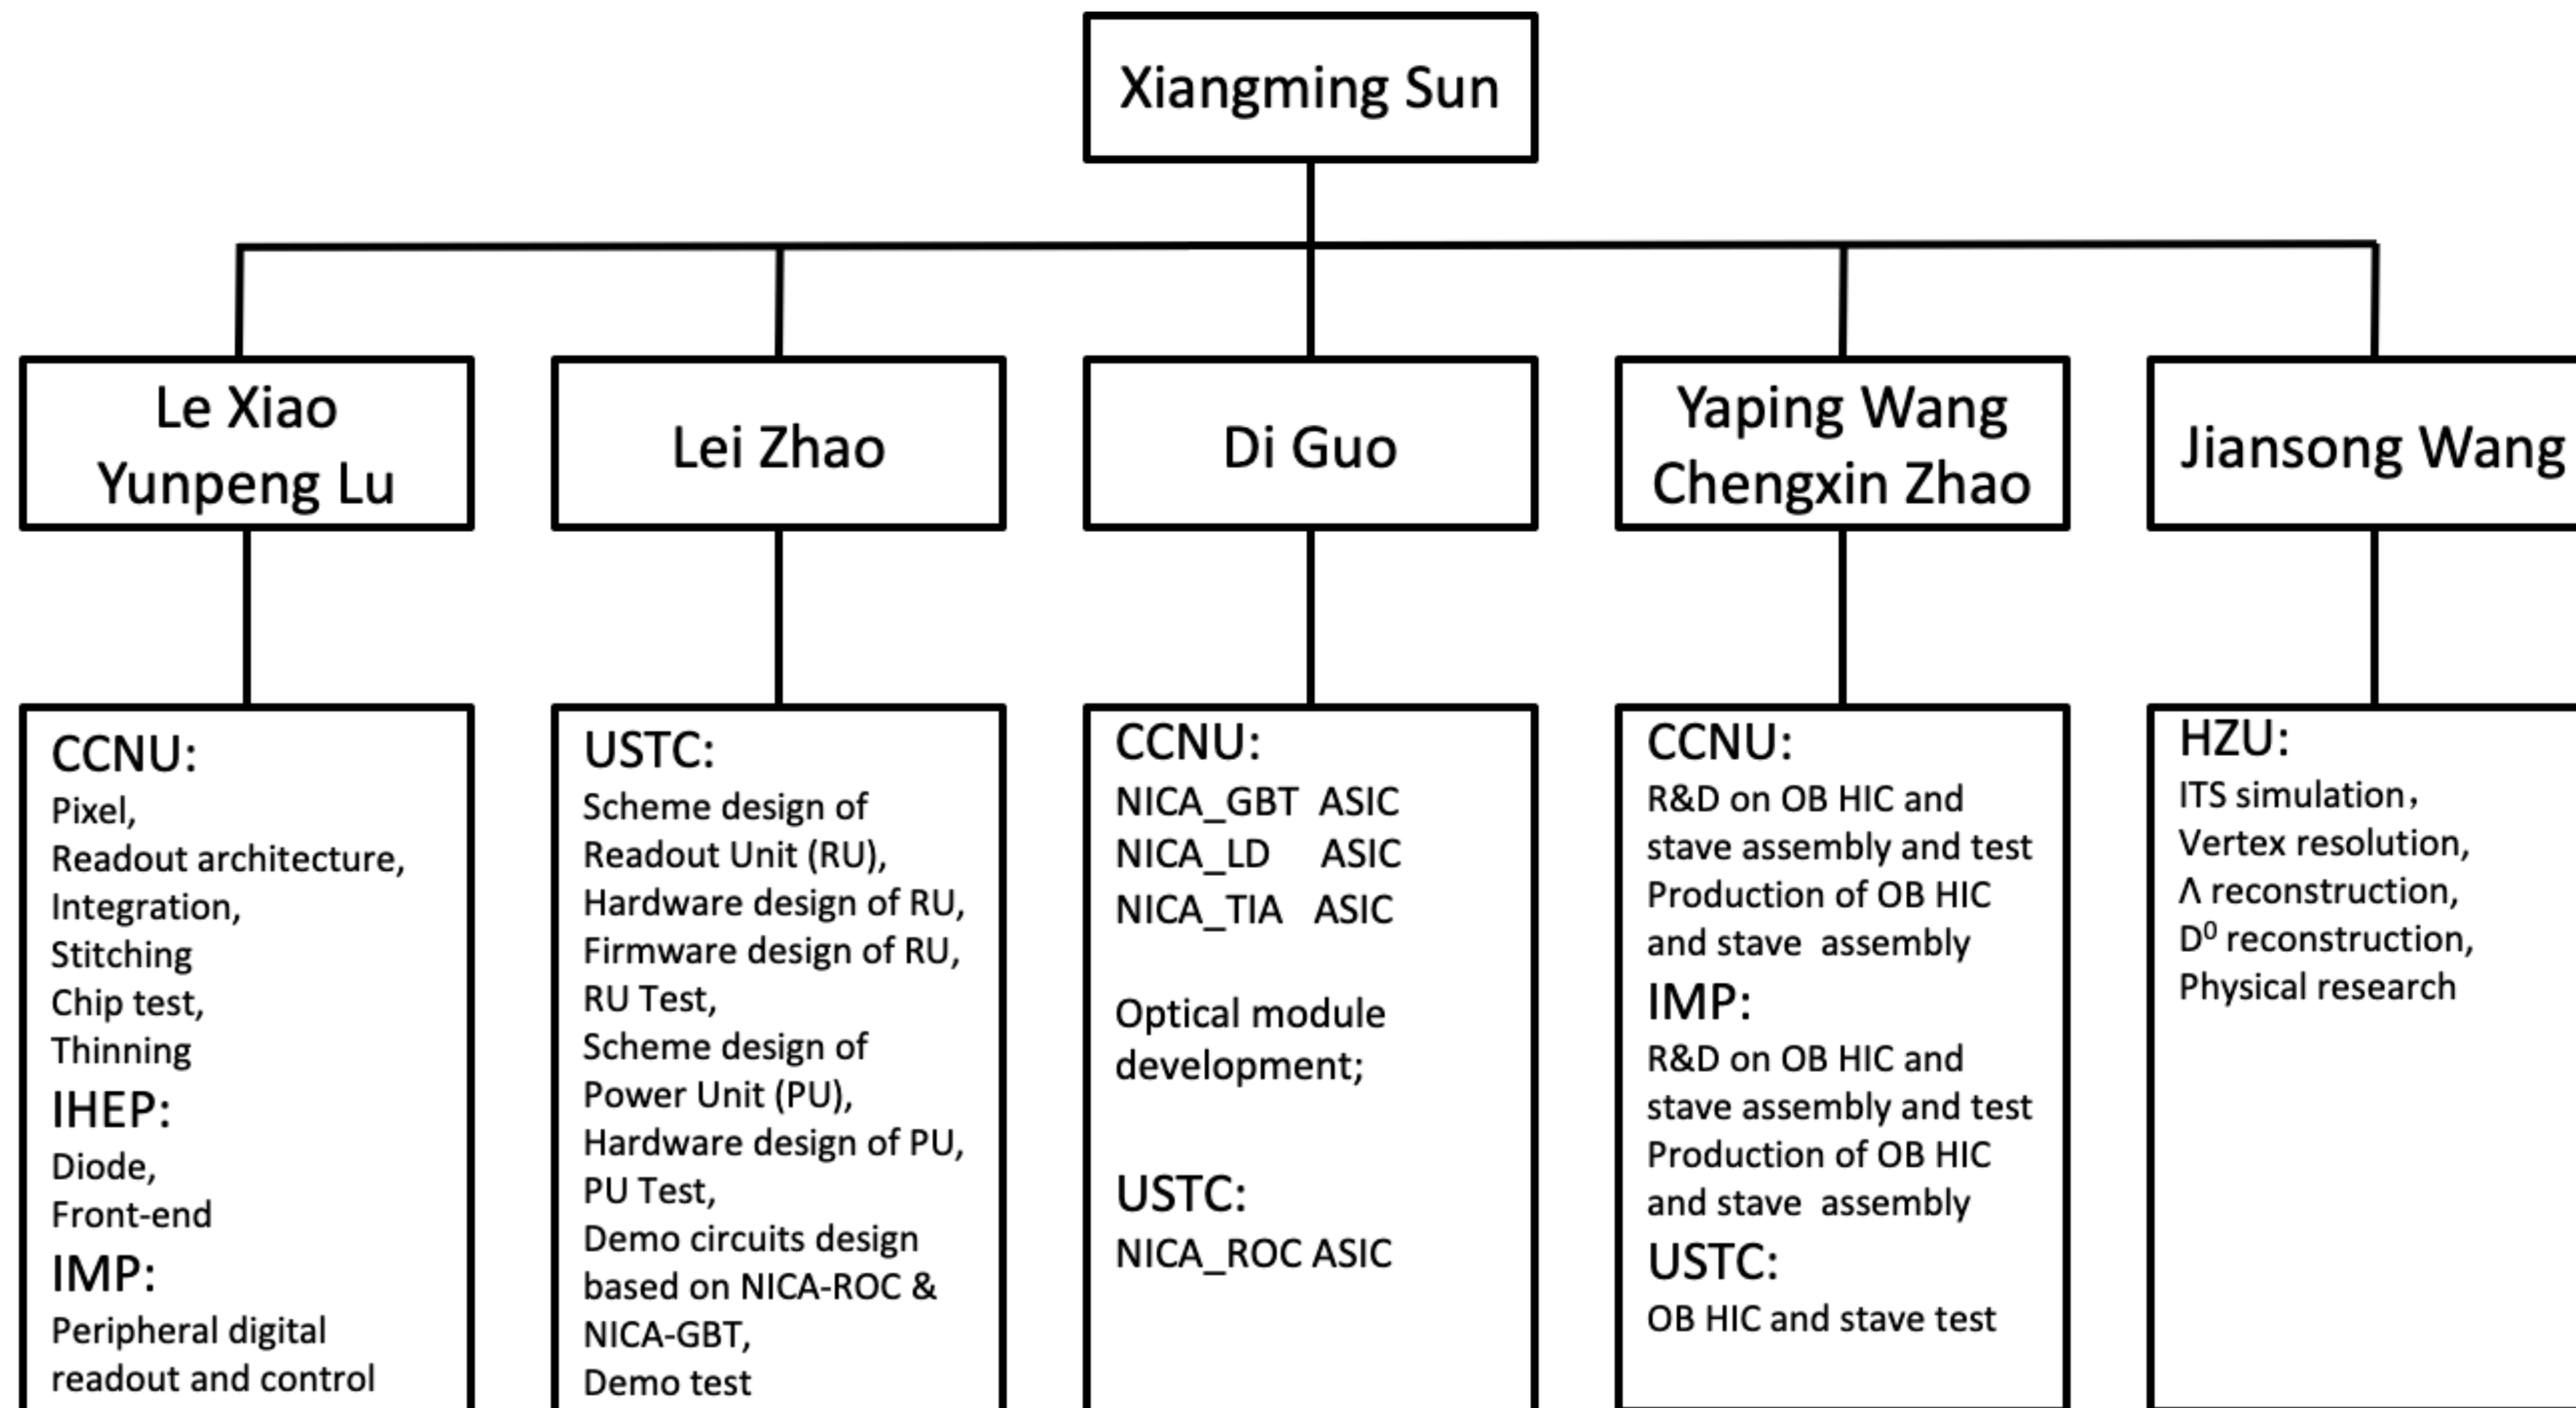 Xiangming Sun
Le Xiao
Yunpeng Lu
Lei Zhao
Di Guo
Yaping Wang
Chengxin Zhao
Jiansong Wang
CCNU:
Pixel,
Readout architecture,
Integration,
Stitching
Chip test,
Thinning
IHEP:
Diode,
Front-end
IMP:
Peripheral digital
readout and control
USTC:
Scheme design of
Readout Unit (RU),
Hardware design of RU,
Firmware design of RU,
RU Test,
Scheme design of
Power Unit (PU),
Hardware design of PU,
PU Test,
Demo circuits design
based on NICA-ROC &
NICA-GBT,
Demo test
CCNU:
NICA_GBT ASIC
NICA_LD ASIC
NICA_TIA ASIC
Optical module
development;
USTC:
NICA_ROC ASIC
CCNU:
R&D on OB HIC and
stave assembly and test
Production of OB HIC
and stave assembly
IMP:
R&D on OB HIC and
stave assembly and test
Production of OB HIC
and stave assembly
USTC:
OB HIC and stave test
HZU:
ITS simulation，
Vertex resolution,
Λ reconstruction,
D⁰ reconstruction,
Physical research